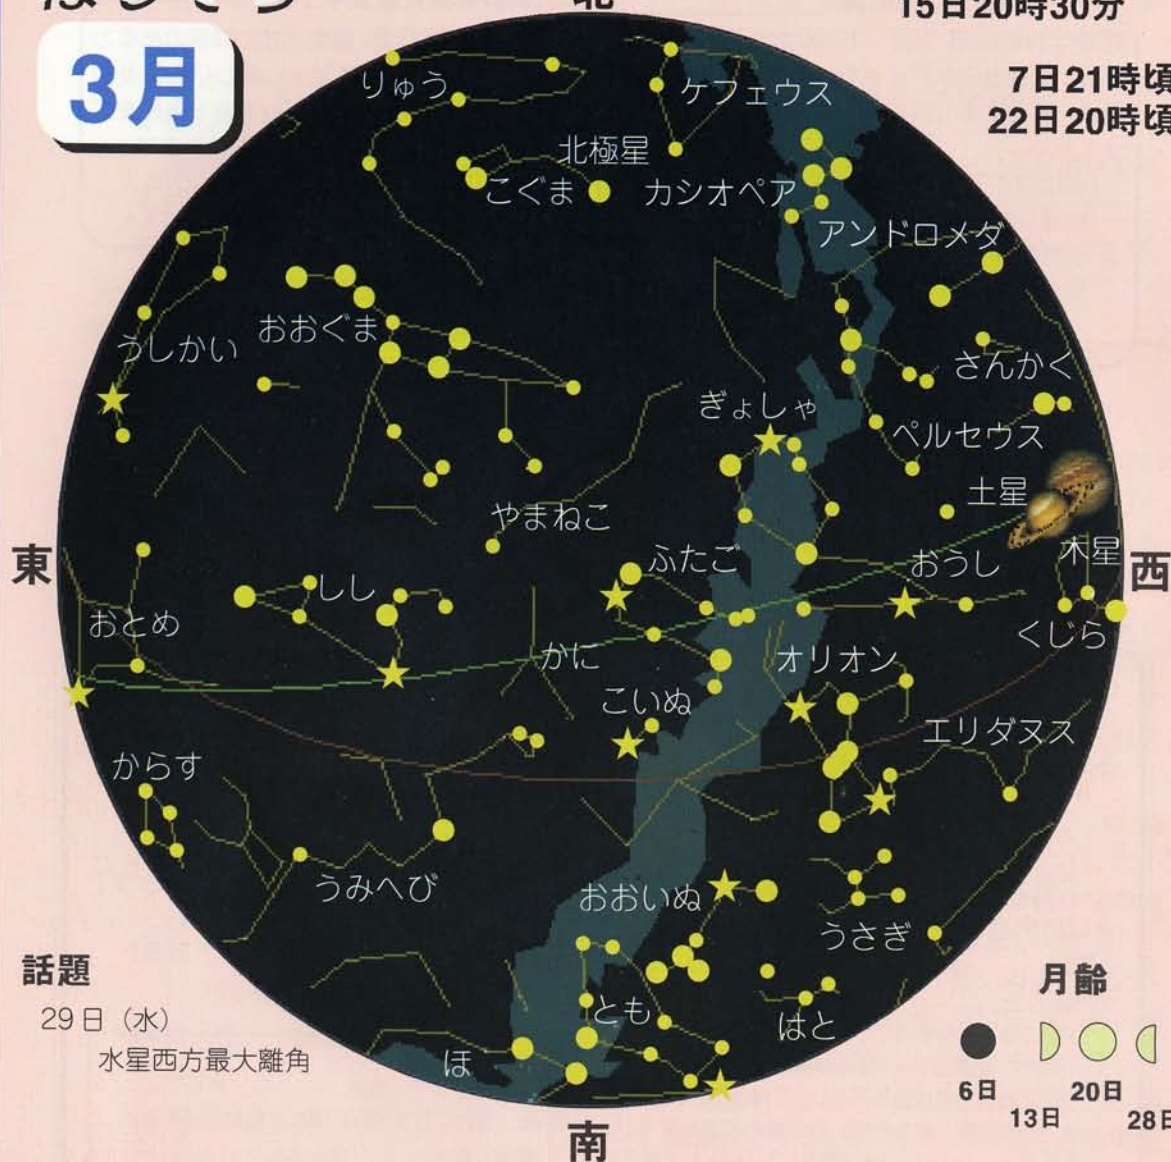 ほしぞら
北
15日20時30分
3月
7日21時頃
22日20時頃
りゅう
ケフェウス
北極星
こぐま
カシオペア
アンドロメダ
うしかい
おおぐま
さんかく
ぎょしゃ
ペルセウス
土星
やまねこ
東
ふたご
おうし
木星
西
しし
おとめ
くじら
かに
オリオン
こいぬ
エリダヌス
からす
うみへび
おおいぬ
うさぎ
話題
月齢
29日（水）
とも
はと
水星西方最大離角
ほ
6日
20日
13日
28日
南